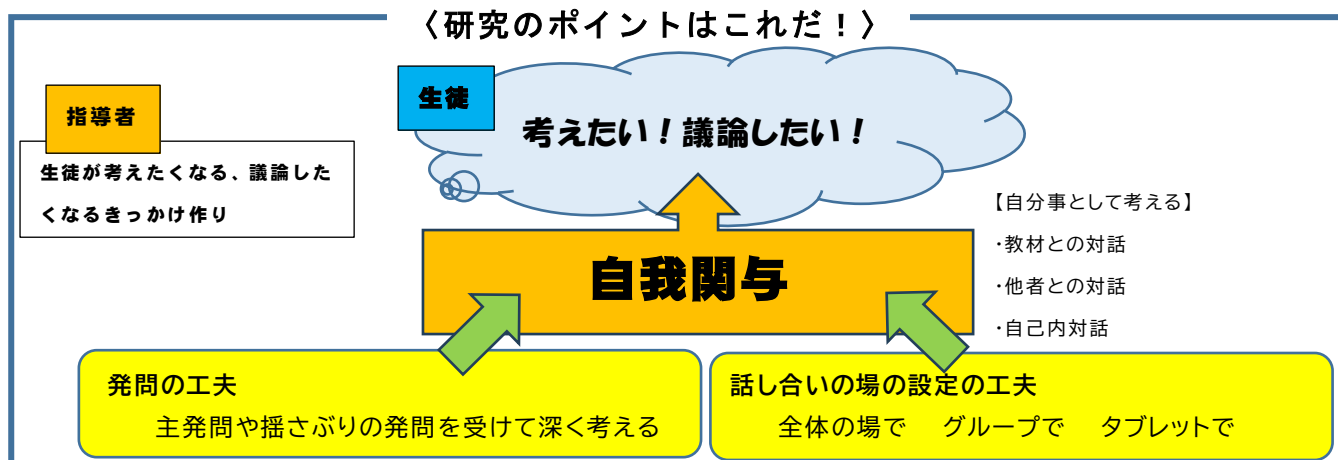 〈研究のポイントはこれだ！〉
指導者
生徒が考えたくなる、議論した
くなるきっかけ作り
生徒
考えたい！議論したい！
自我関与
【自分事として考える】
・教材との対話
・他者との対話
・自己内対話
発問の工夫
主発問や揺さぶりの発問を受けて深く考える
話し合いの場の設定の工夫
全体の場で　グループで　タブレットで